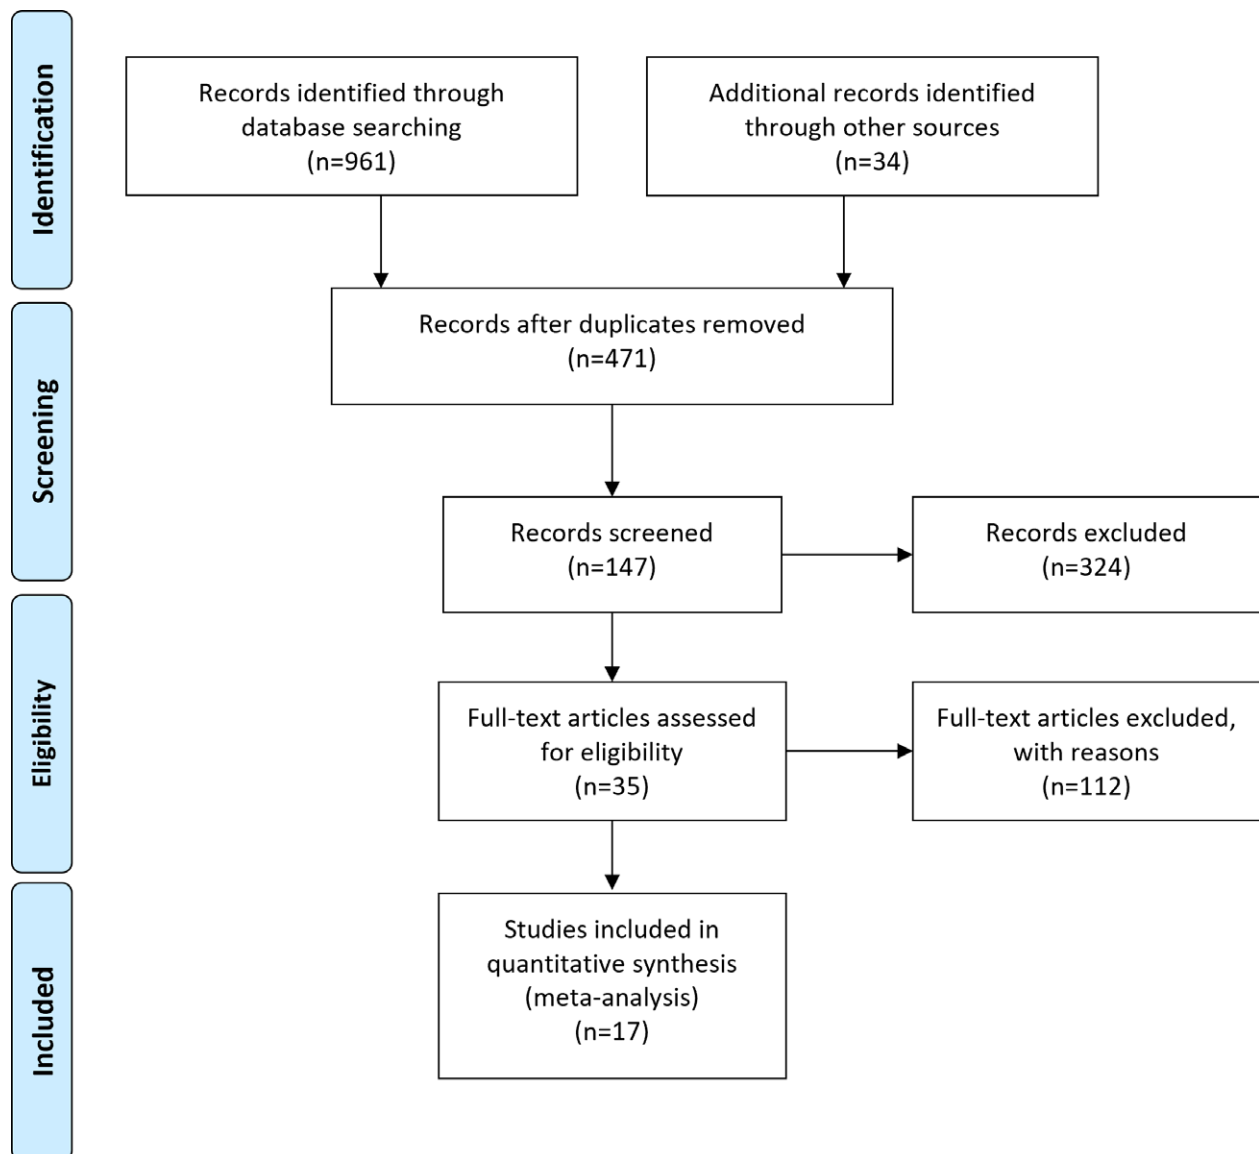 Identification
Records identified through
database searching
(n=961)
Additional records identified
through other sources
(n=34)
Screening
Records after duplicates removed
(n=471)
Records screened
(n=147)
Records excluded
(n=324)
Eligibility
Full-text articles assessed
for eligibility
(n=35)
Full-text articles excluded,
with reasons
(n=112)
Included
Studies included in
quantitative synthesis
(meta-analysis)
(n=17)